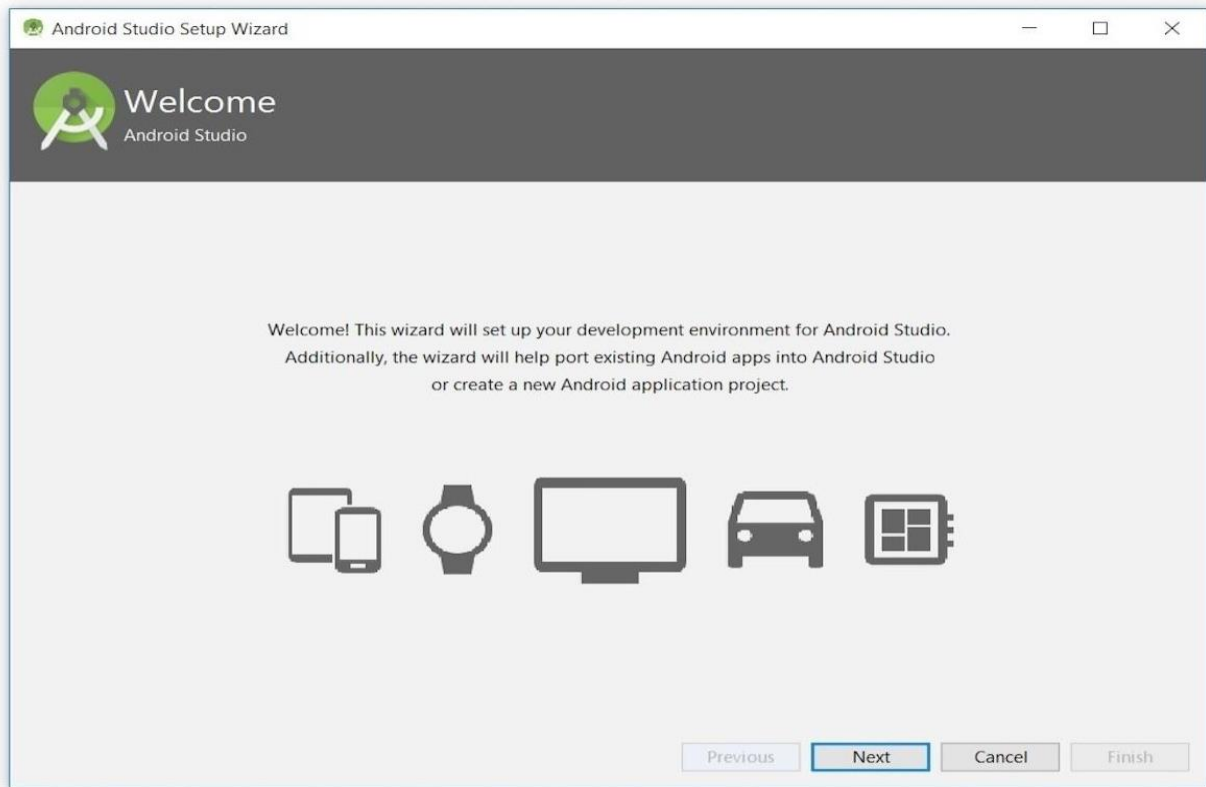 Android Studio Setup Wizard
Welcome
Android Studio
Welcome! This wizard will set up your development environment for Android Studio.
Additionally, the wizard will help port existing Android apps into Android Studio
or create a new Android application project.
Previous
Next
Cancel
Finish